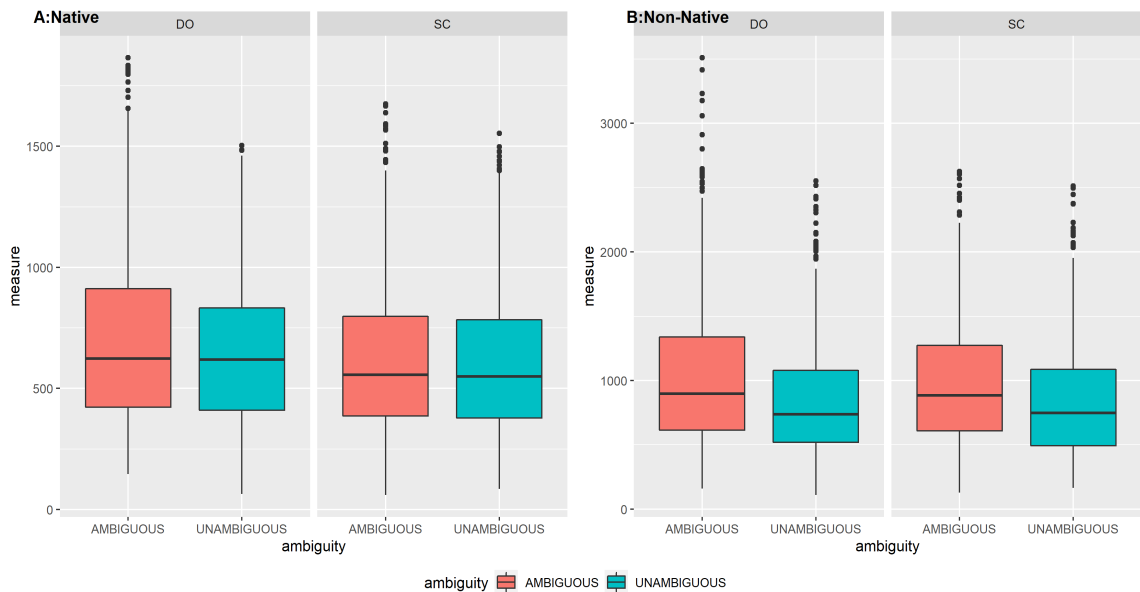 A:Native
B:Non-Native
DO
SC
DO
SC
measure
1500
1000
500
0
measure
3000
2000
1000
0
AMBIGUOUS UNAMBIGUOUS
AMBIGUOUS UNAMBIGUOUS
AMBIGUOUS UNAMBIGUOUS
AMBIGUOUS UNAMBIGUOUS
ambiguity
ambiguity
ambiguity AMBIGUOUS UNAMBIGUOUS